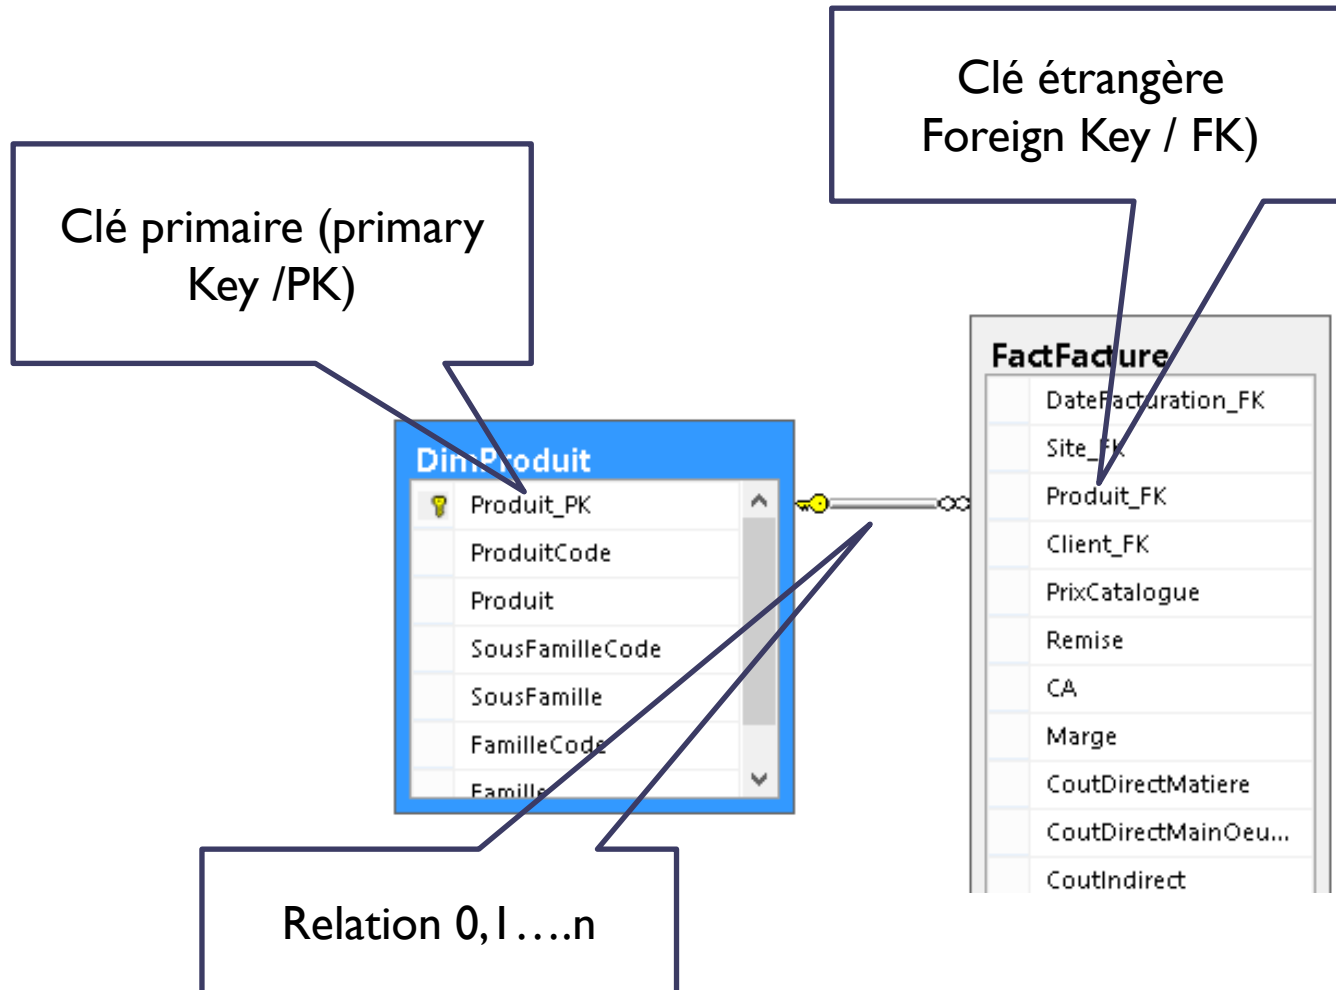 Clé étrangère
Foreign Key / FK)
Clé primaire (primary
Key /PK)
FactFacture
DateFacturation_FK
Site_FK
Produit_FK
Client_FK
PrixCatalogue
Remise
CA
Marge
CoutDirectMatiere
CoutDirectMainOeu...
CoutIndirect
DimProduit
Produit_PK
ProduitCode
Produit
SousFamilleCode
SousFamille
FamilleCode
Famille
Relation 0,1….n